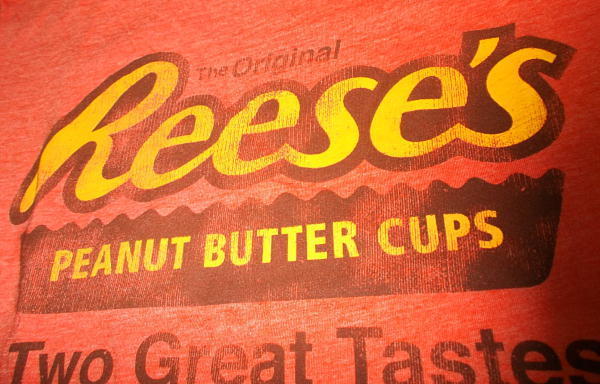 The Original
Reese's
PEANUT BUTTER CUPS
Two Great Tastes